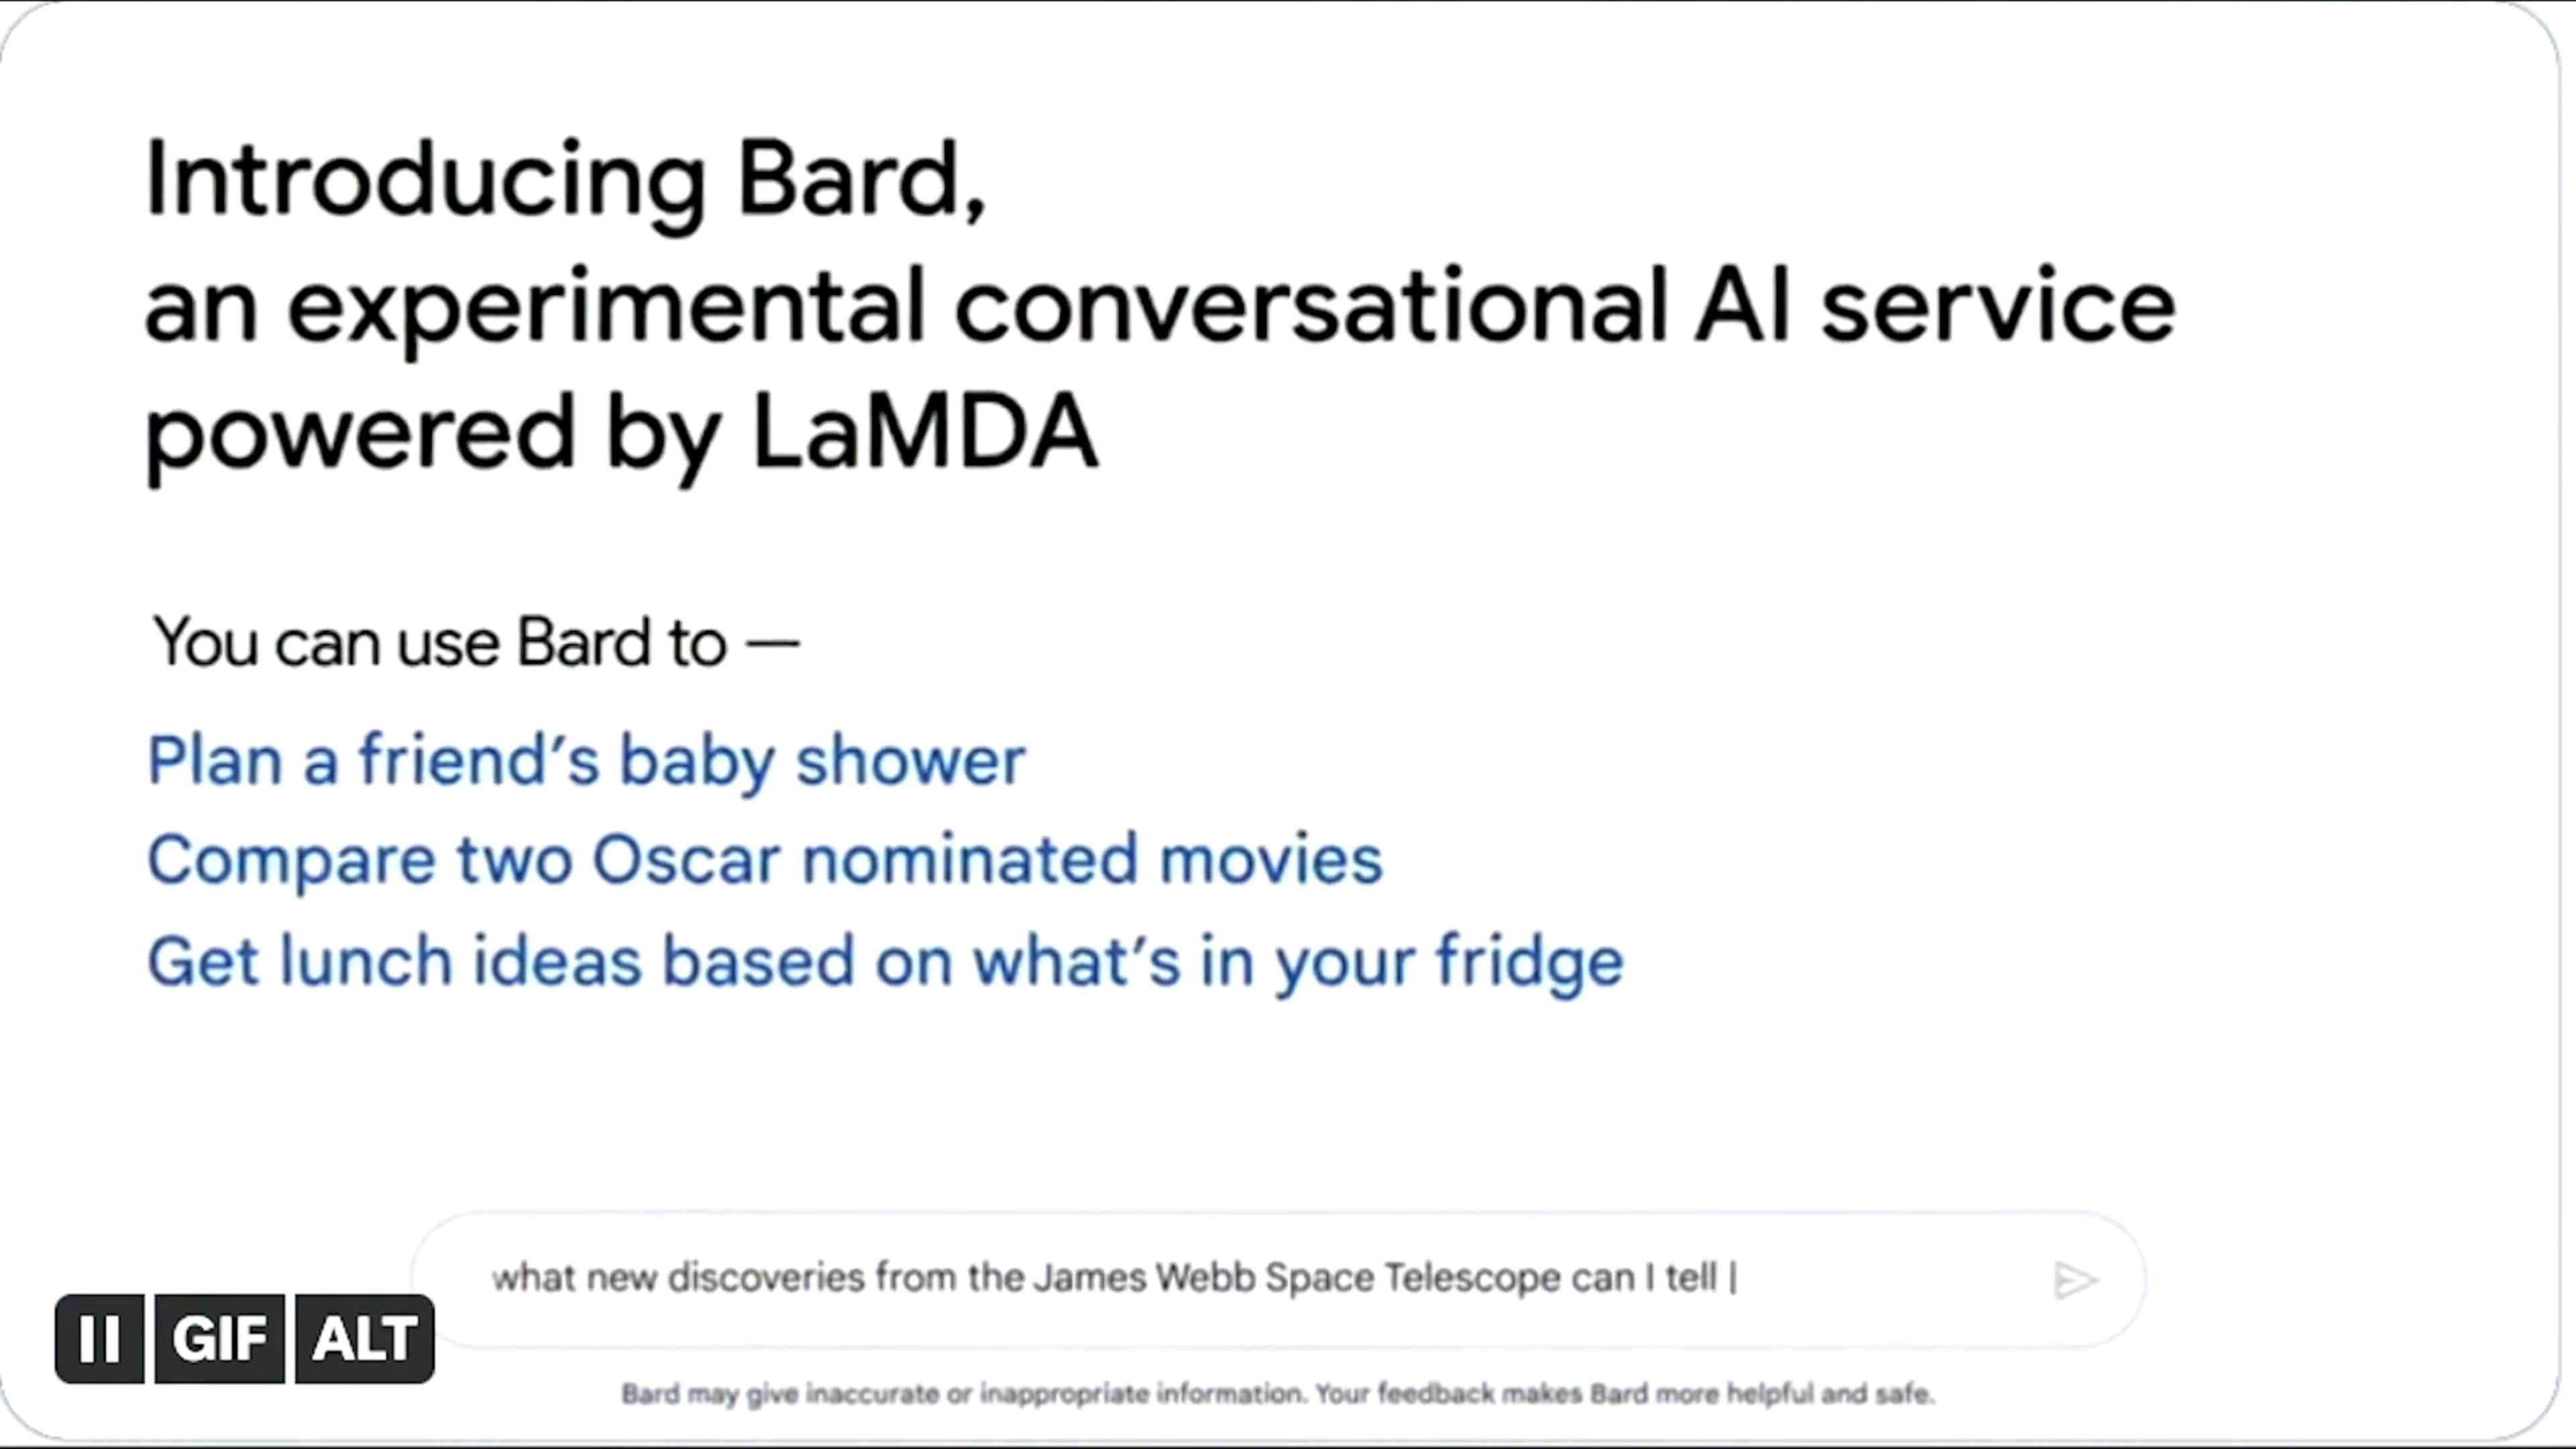 Introducing Bard,
an experimental conversational AI service
powered by LaMDA
You can use Bard to —
Plan a friend's baby shower
Compare two Oscar nominated movies
Get lunch ideas based on what's in your fridge
what new discoveries from the James Webb Space Telescope can I tell |
GIF ALT
Bard may give inaccurate or inappropriate information. Your feedback makes Bard more helpful and safe.